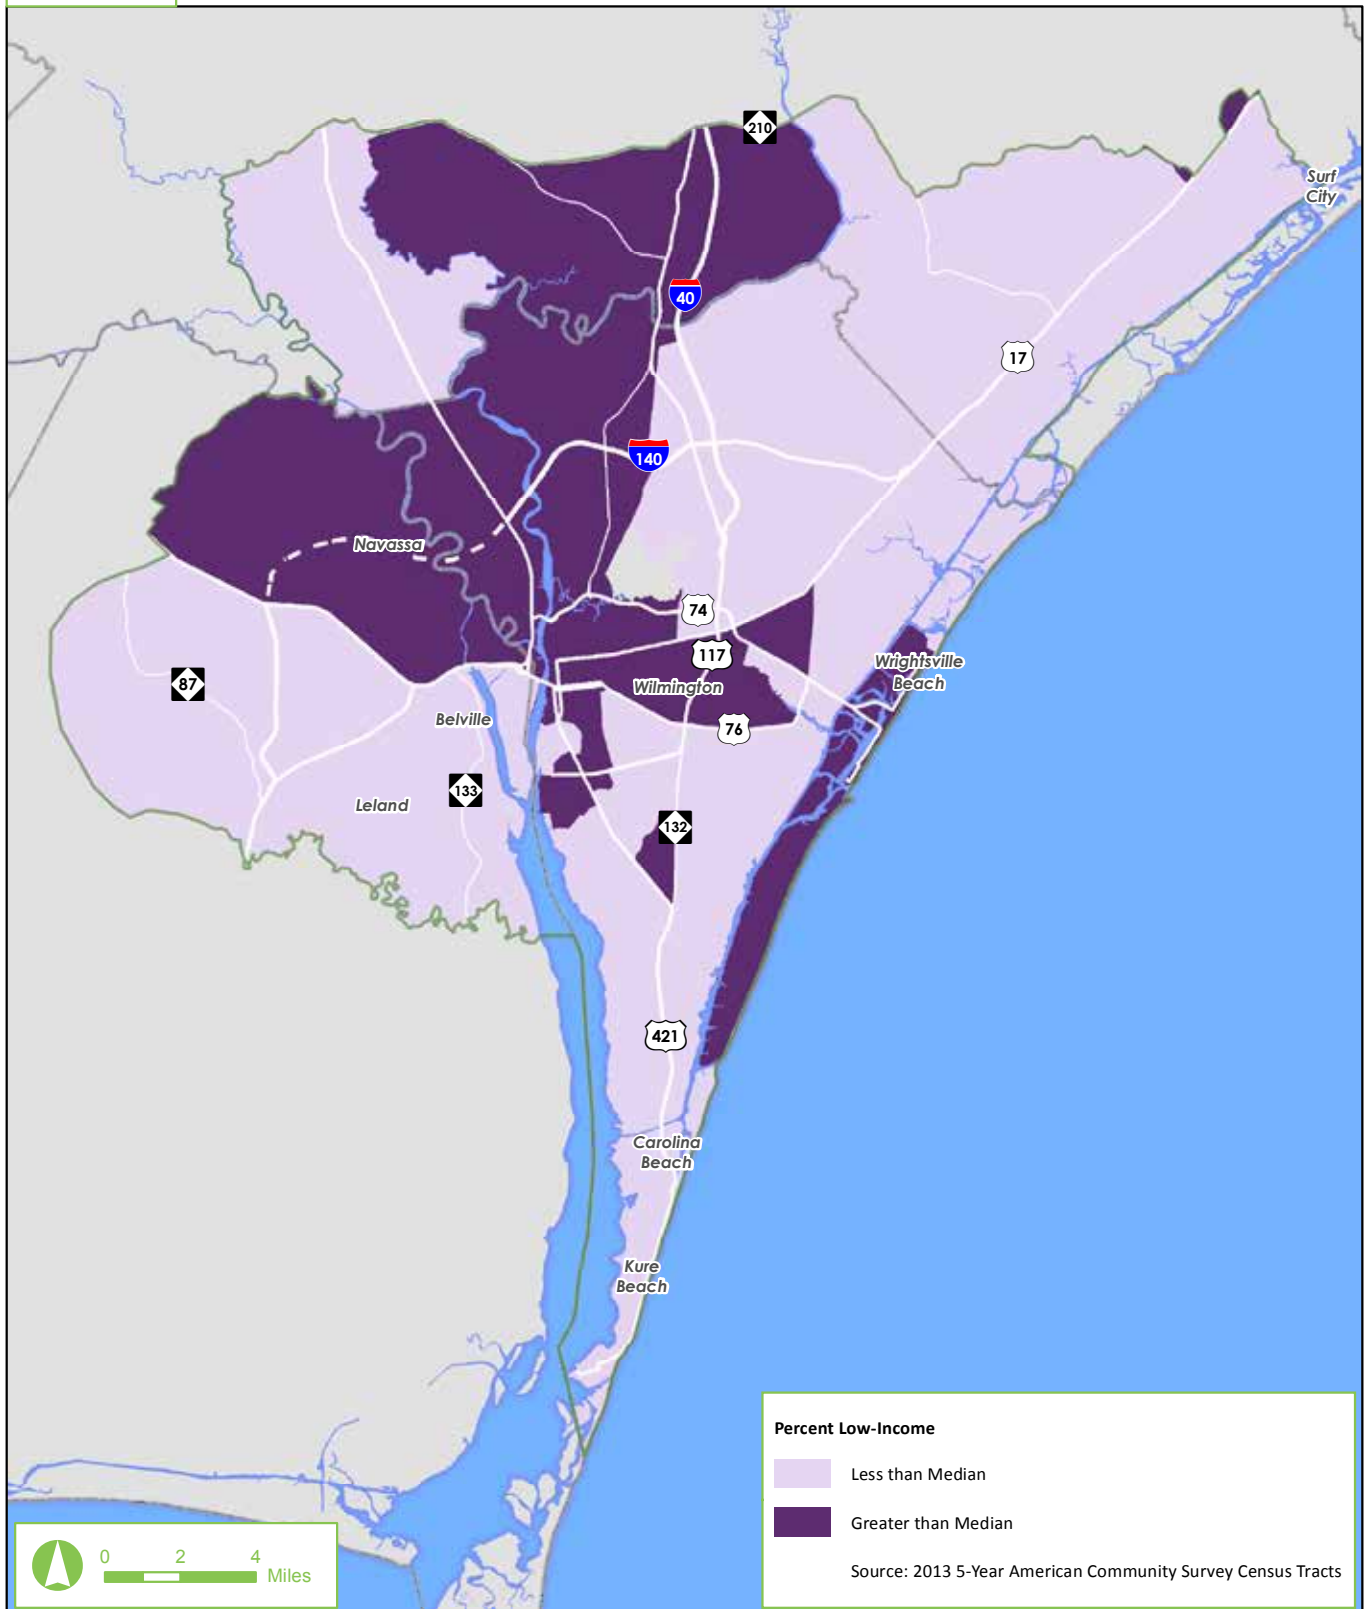 210
Surf
City
40
17
140
Navassa
74
117
Wrightsville
Beach
87
Wilmington
Belville
76
133
Leland
132
421
Carolina
Beach
Kure
Beach
Percent Low-Income
Less than Median
Greater than Median
Source: 2013 5-Year American Community Survey Census Tracts
0 2 4
Miles